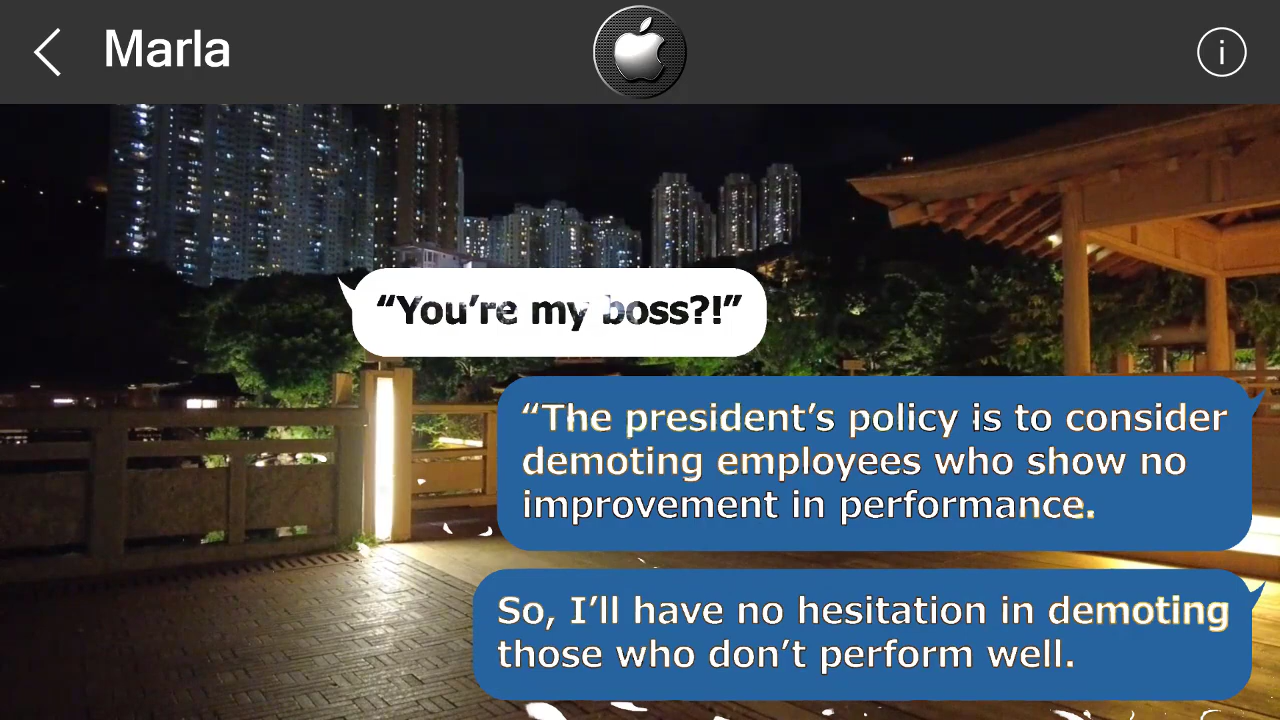 Marla
i
“You’re my boss?!”
“The president’s policy is to consider
demoting employees who show no
improvement in performance.
So, I’ll have no hesitation in demoting
those who don’t perform well.